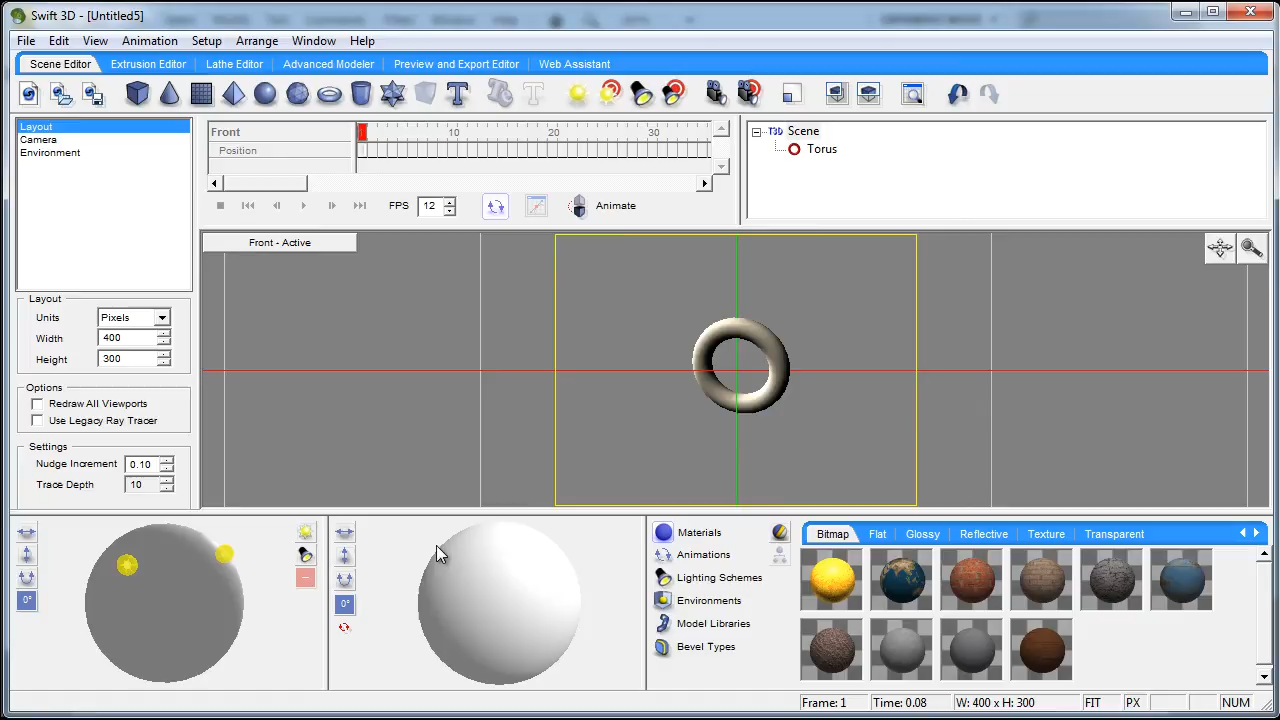 Swift 3D - [Untitled5]
File Edit View Animation Setup Arrange Window Help
Scene Editor Extrusion Editor Lathe Editor Advanced Modeler Preview and Export Editor Web Assistant
Layout
Camera
Environment
Front
10 20 30
Position
FPS 12 Animate
Scene
Torus
Front - Active
Layout
Units Pixels
Width 400
Height 300
Options
Redraw All Viewports
Use Legacy Ray Tracer
Settings
Nudge Increment 0.10
Trace Depth 10
0°
0°
Materials
Animations
Lighting Schemes
Environments
Model Libraries
Bevel Types
Bitmap Flat Glossy Reflective Texture Transparent
Frame: 1 Time: 0.08 W: 400 x H: 300 FIT PX NUM